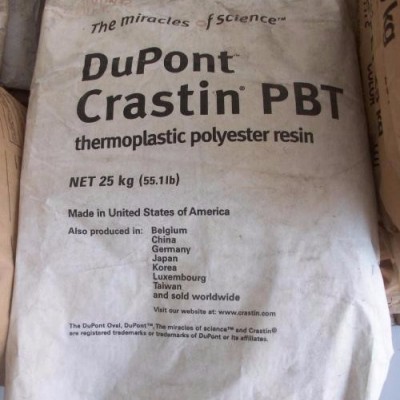 The miracles of science™
DuPont™
Crastin® PBT
thermoplastic polyester resin
NET 25 kg (55.1lb)
Made in United States of America
Also produced in: Belgium
China
Germany
Japan
Korea
Luxembourg
Taiwan
and sold worldwide
Visit our website at: www.crastin.com
The DuPont Oval, DuPont™, The miracles of science™ and Crastin®
are registered trademarks or trademarks of DuPont or its affiliates.